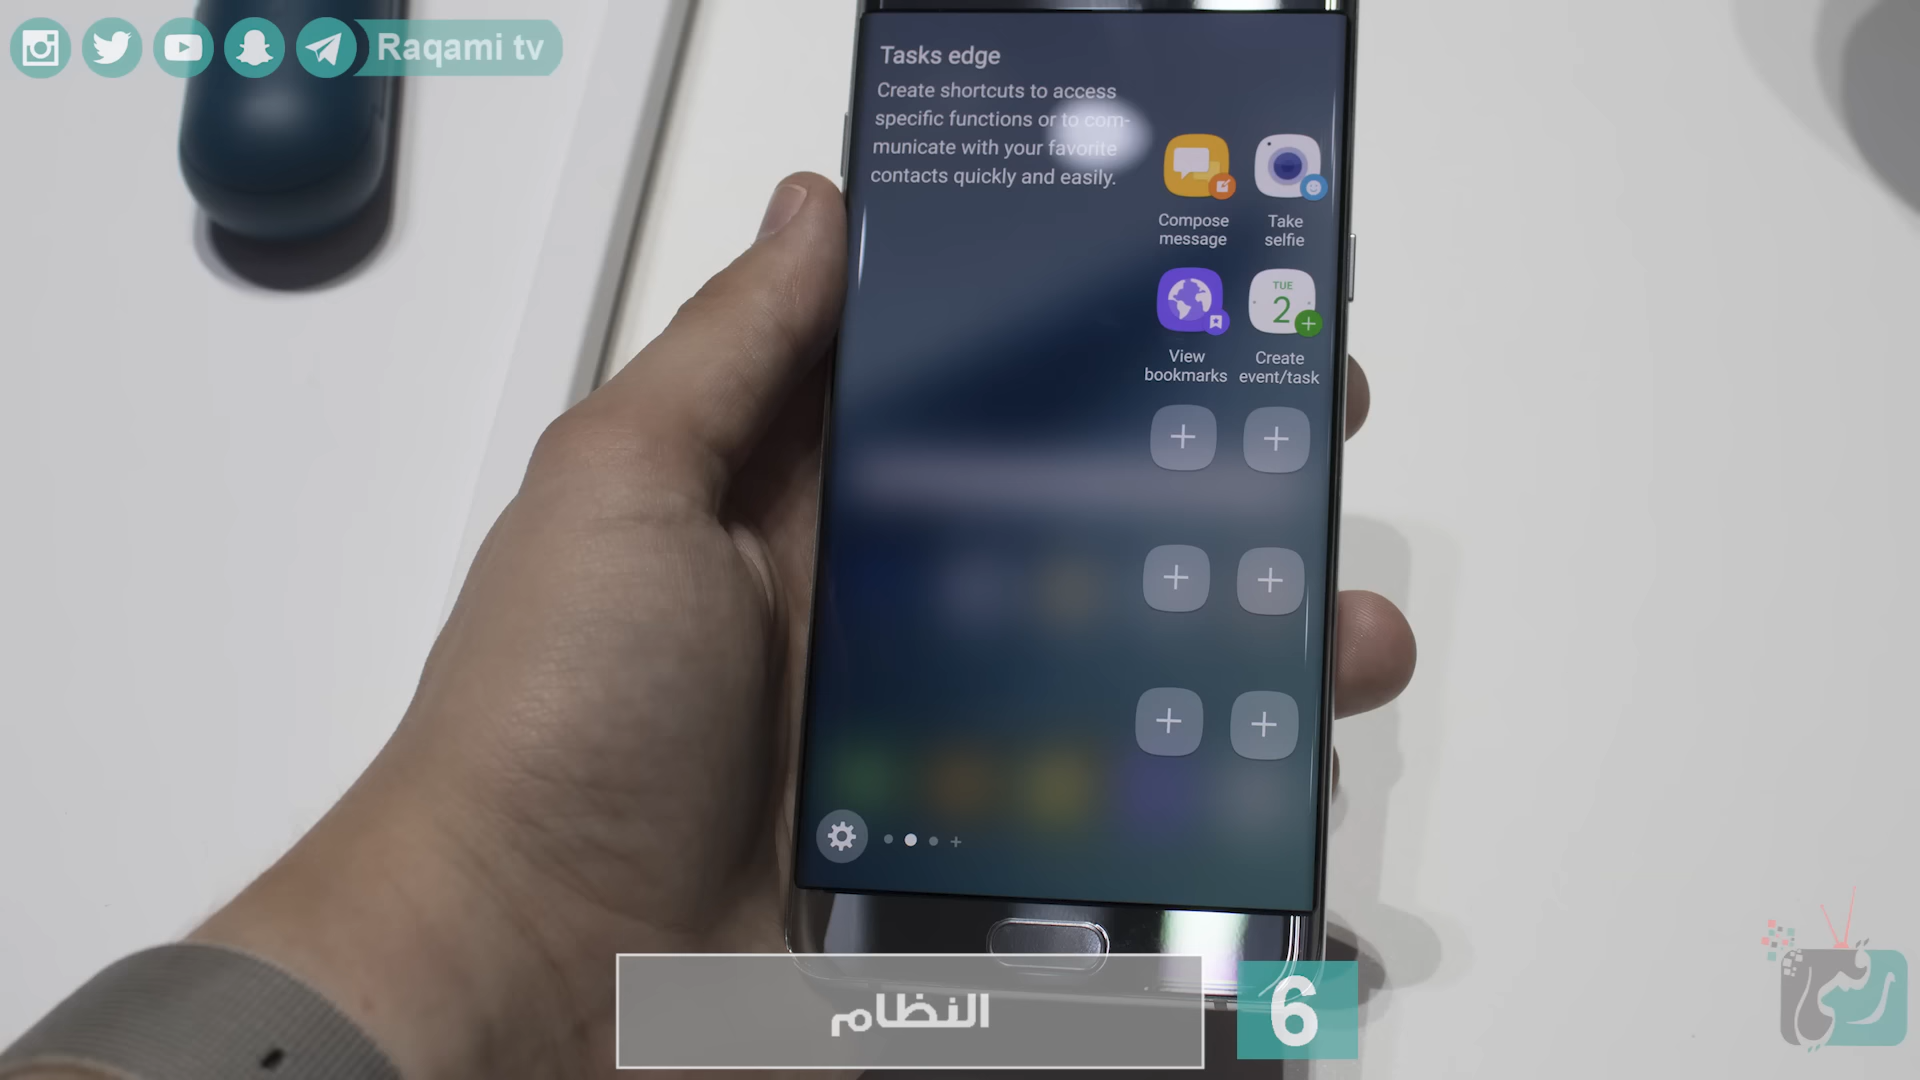 Raqami tv
Tasks edge
Create shortcuts to access
specific functions or to com-
municate with your favorite
contacts quickly and easily.
Compose
message
Take
selfie
View
bookmarks
TUE
2
Create
event/task
النظام
6
رقمي